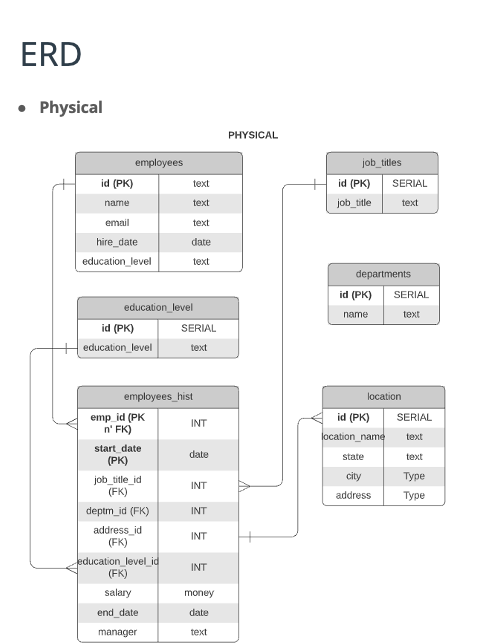 ERD
• Physical
PHYSICAL
employees
id (PK) text
name text
email text
hire_date date
education_level text
job_titles
id (PK) SERIAL
job_title text
departments
id (PK) SERIAL
name text
education_level
id (PK) SERIAL
education_level text
employees_hist
emp_id (PK
n' FK) INT
start_date
(PK) date
job_title_id
(FK) INT
deptm_id (FK) INT
address_id
(FK) INT
education_level_id
(FK) INT
salary money
end_date date
manager text
location
id (PK) SERIAL
location_name text
state text
city Type
address Type